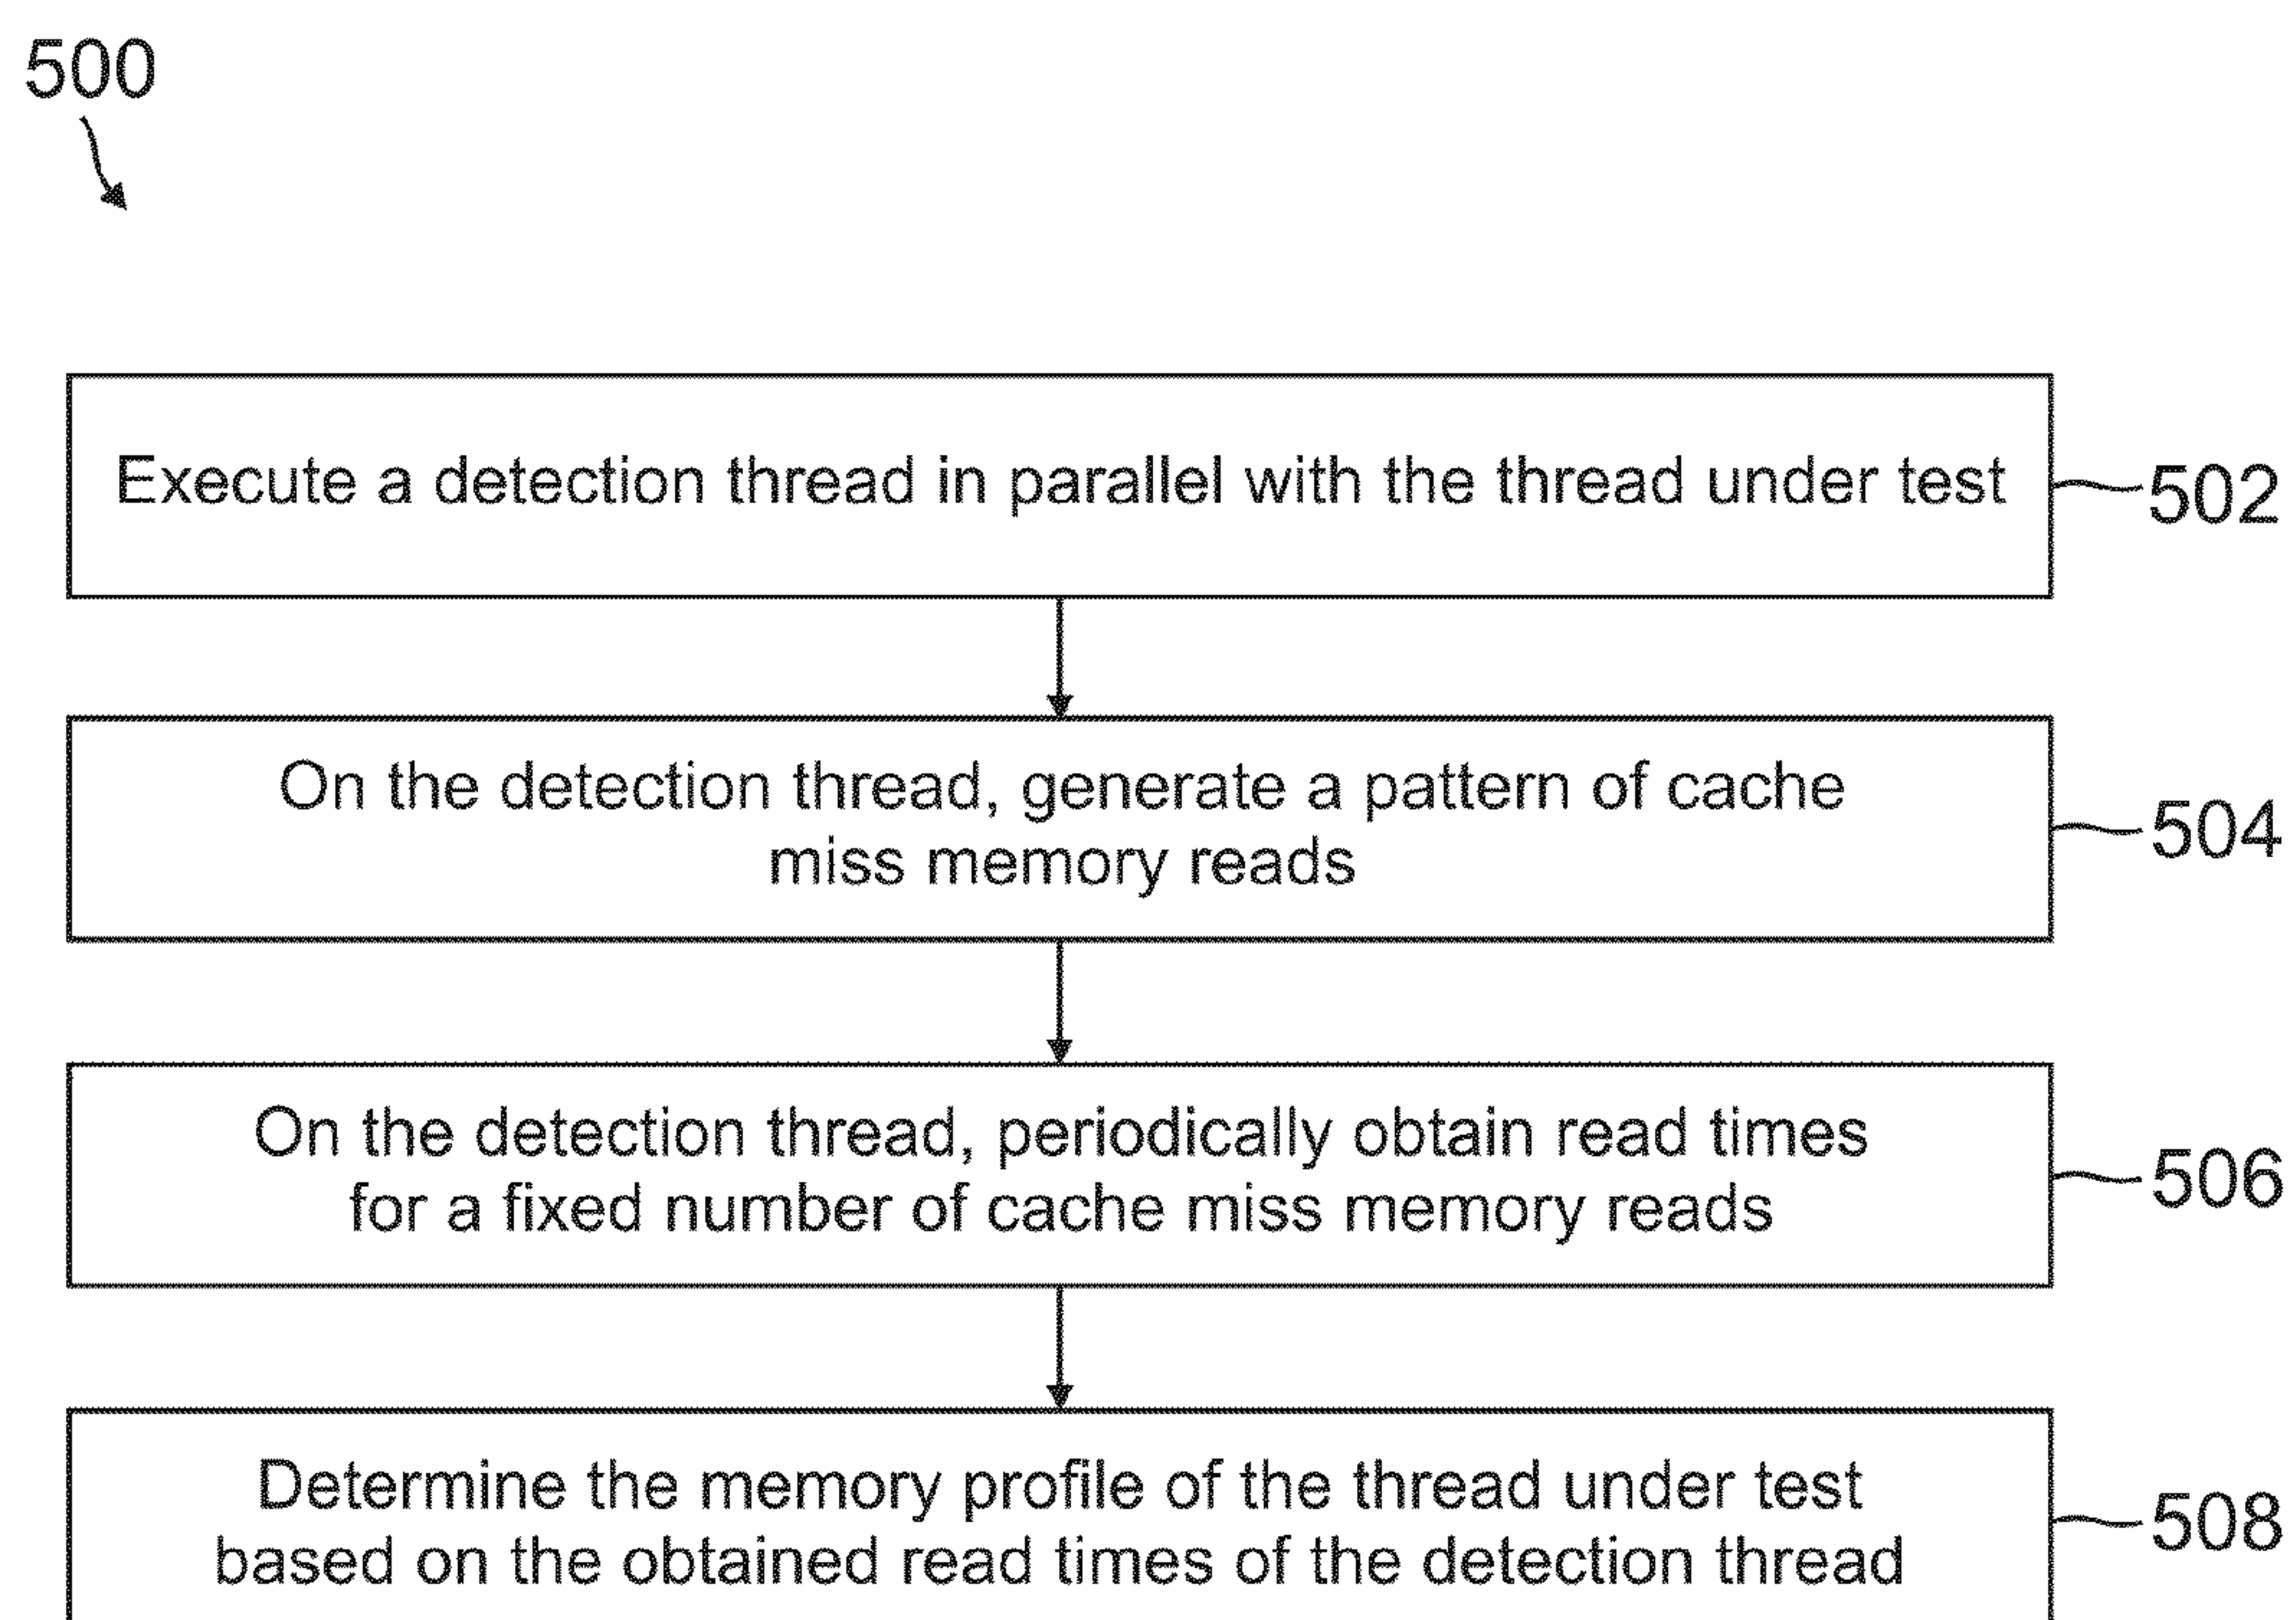 500
Execute a detection thread in parallel with the thread under test
502
On the detection thread, generate a pattern of cache
miss memory reads
504
On the detection thread, periodically obtain read times
for a fixed number of cache miss memory reads
506
Determine the memory profile of the thread under test
based on the obtained read times of the detection thread
508